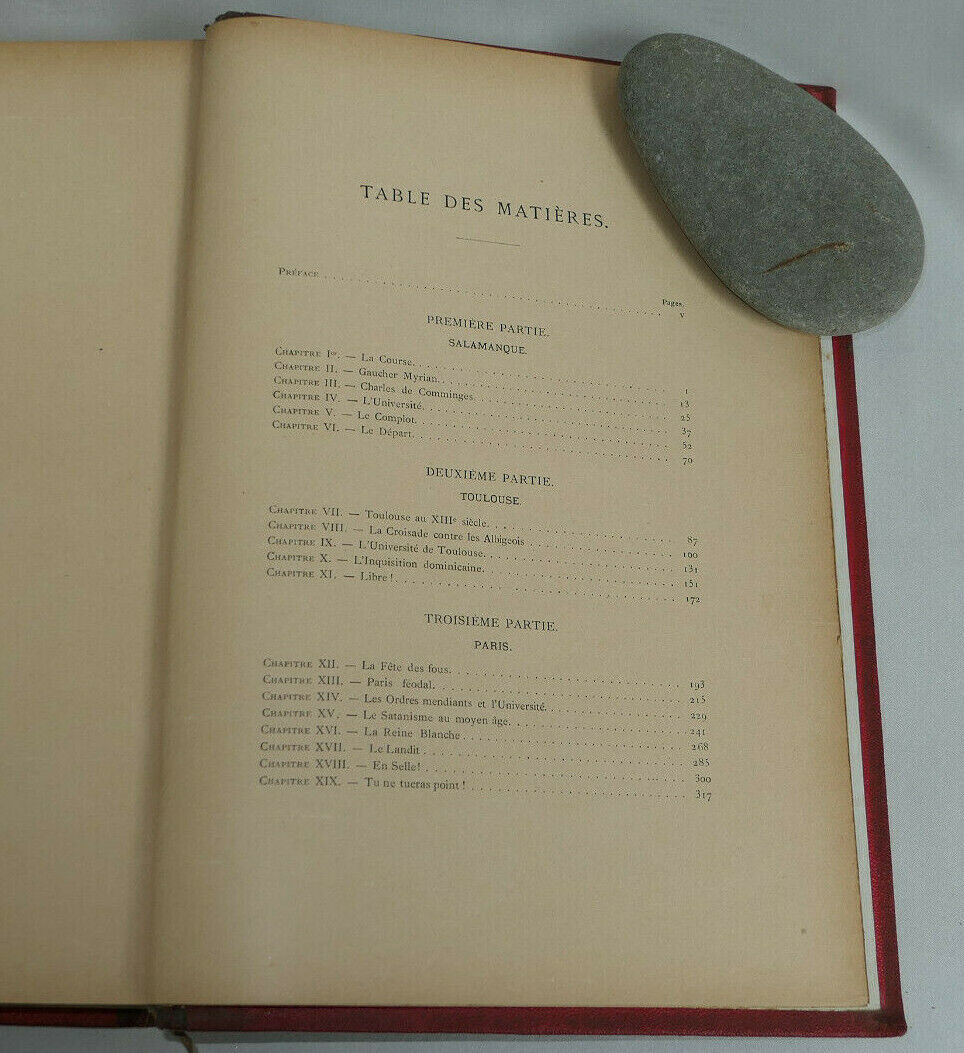 TABLE DES MATIÈRES.
Pages.
PRÉFACE . . . . . . . . . . . . . . . . . . . . v
PREMIÈRE PARTIE.
SALAMANQUE.
CHAPITRE Ier. — La Course. . . . . . . . . . . . . . . . 1
CHAPITRE II. — Gaucher Myrian. . . . . . . . . . . . . . . . 13
CHAPITRE III. — Charles de Comminges. . . . . . . . . . . . . . . . 25
CHAPITRE IV. — L'Université. . . . . . . . . . . . . . . . 37
CHAPITRE V. — Le Complot. . . . . . . . . . . . . . . . 52
CHAPITRE VI. — Le Départ. . . . . . . . . . . . . . . . 70
DEUXIÈME PARTIE.
TOULOUSE.
CHAPITRE VII. — Toulouse au XIIIe siècle. . . . . . . . . . . . . . . . 87
CHAPITRE VIII. — La Croisade contre les Albigeois . . . . . . . . . . . . . . . 100
CHAPITRE IX. — L'Université de Toulouse. . . . . . . . . . . . . . . . 131
CHAPITRE X. — L'Inquisition dominicaine. . . . . . . . . . . . . . . . 151
CHAPITRE XI. — Libre! . . . . . . . . . . . . . . . . 172
TROISIÈME PARTIE.
PARIS.
CHAPITRE XII. — La Fête des fous. . . . . . . . . . . . . . . . 193
CHAPITRE XIII. — Paris féodal. . . . . . . . . . . . . . . . 215
CHAPITRE XIV. — Les Ordres mendiants et l'Université. . . . . . . . . . . . 229
CHAPITRE XV. — Le Satanisme au moyen âge. . . . . . . . . . . . . . . 241
CHAPITRE XVI. — La Reine Blanche . . . . . . . . . . . . . . . 268
CHAPITRE XVII. — Le Landit . . . . . . . . . . . . . . . 285
CHAPITRE XVIII. — En Selle! . . . . . . . . . . . . . . . 300
CHAPITRE XIX. — Tu ne tueras point! . . . . . . . . . . . . . . . 317